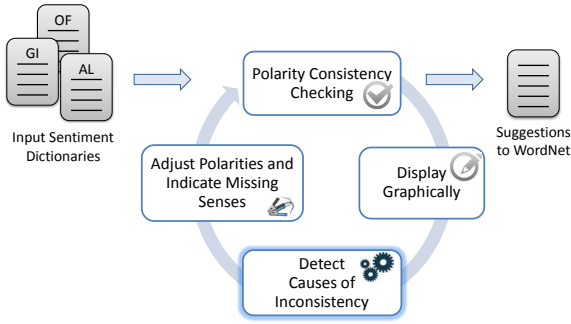 OF
GI
AL
Input Sentiment
Dictionaries
Polarity Consistency
Checking
Suggestions
to WordNet
Display
Graphically
Detect
Causes of
Inconsistency
Adjust Polarities and
Indicate Missing
Senses